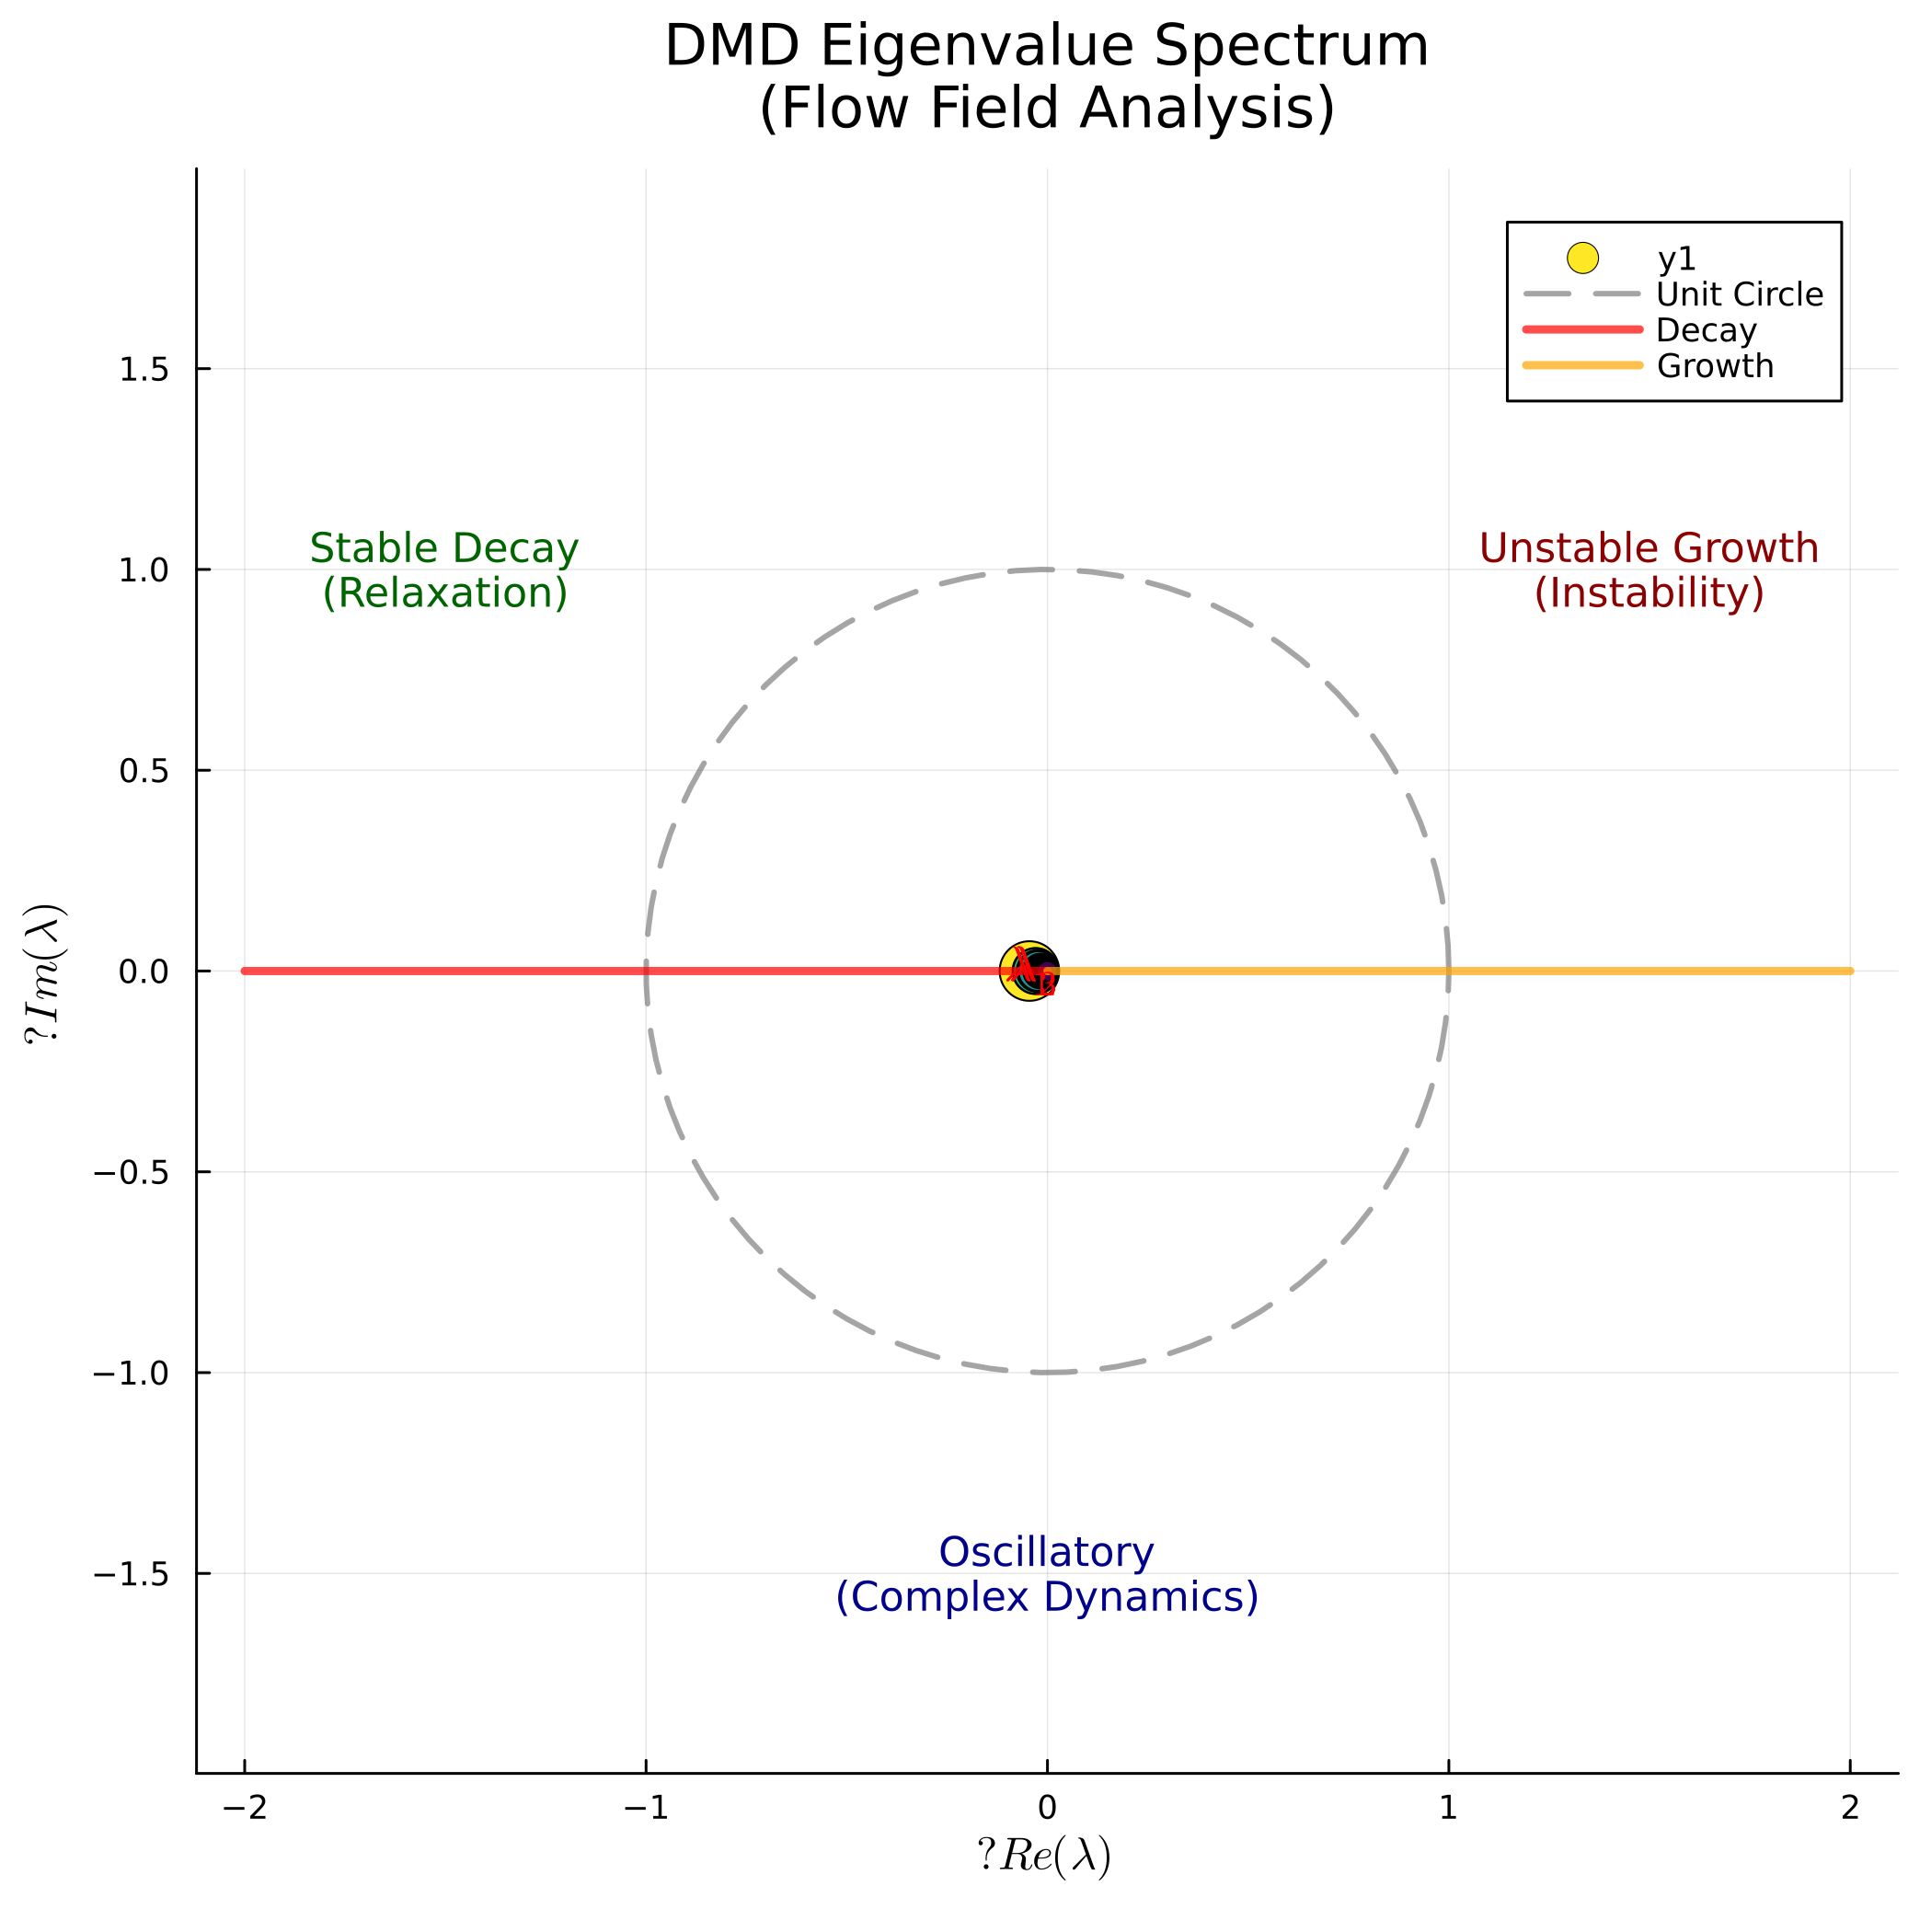 DMD Eigenvalue Spectrum
(Flow Field Analysis)
y1
Unit Circle
Decay
Growth
1.5
1.0
0.5
0.0
−0.5
−1.0
−1.5
Stable Decay
(Relaxation)
Unstable Growth
(Instability)
Oscillatory
(Complex Dynamics)
?Im(λ)
−2
−1
0
1
2
?Re(λ)